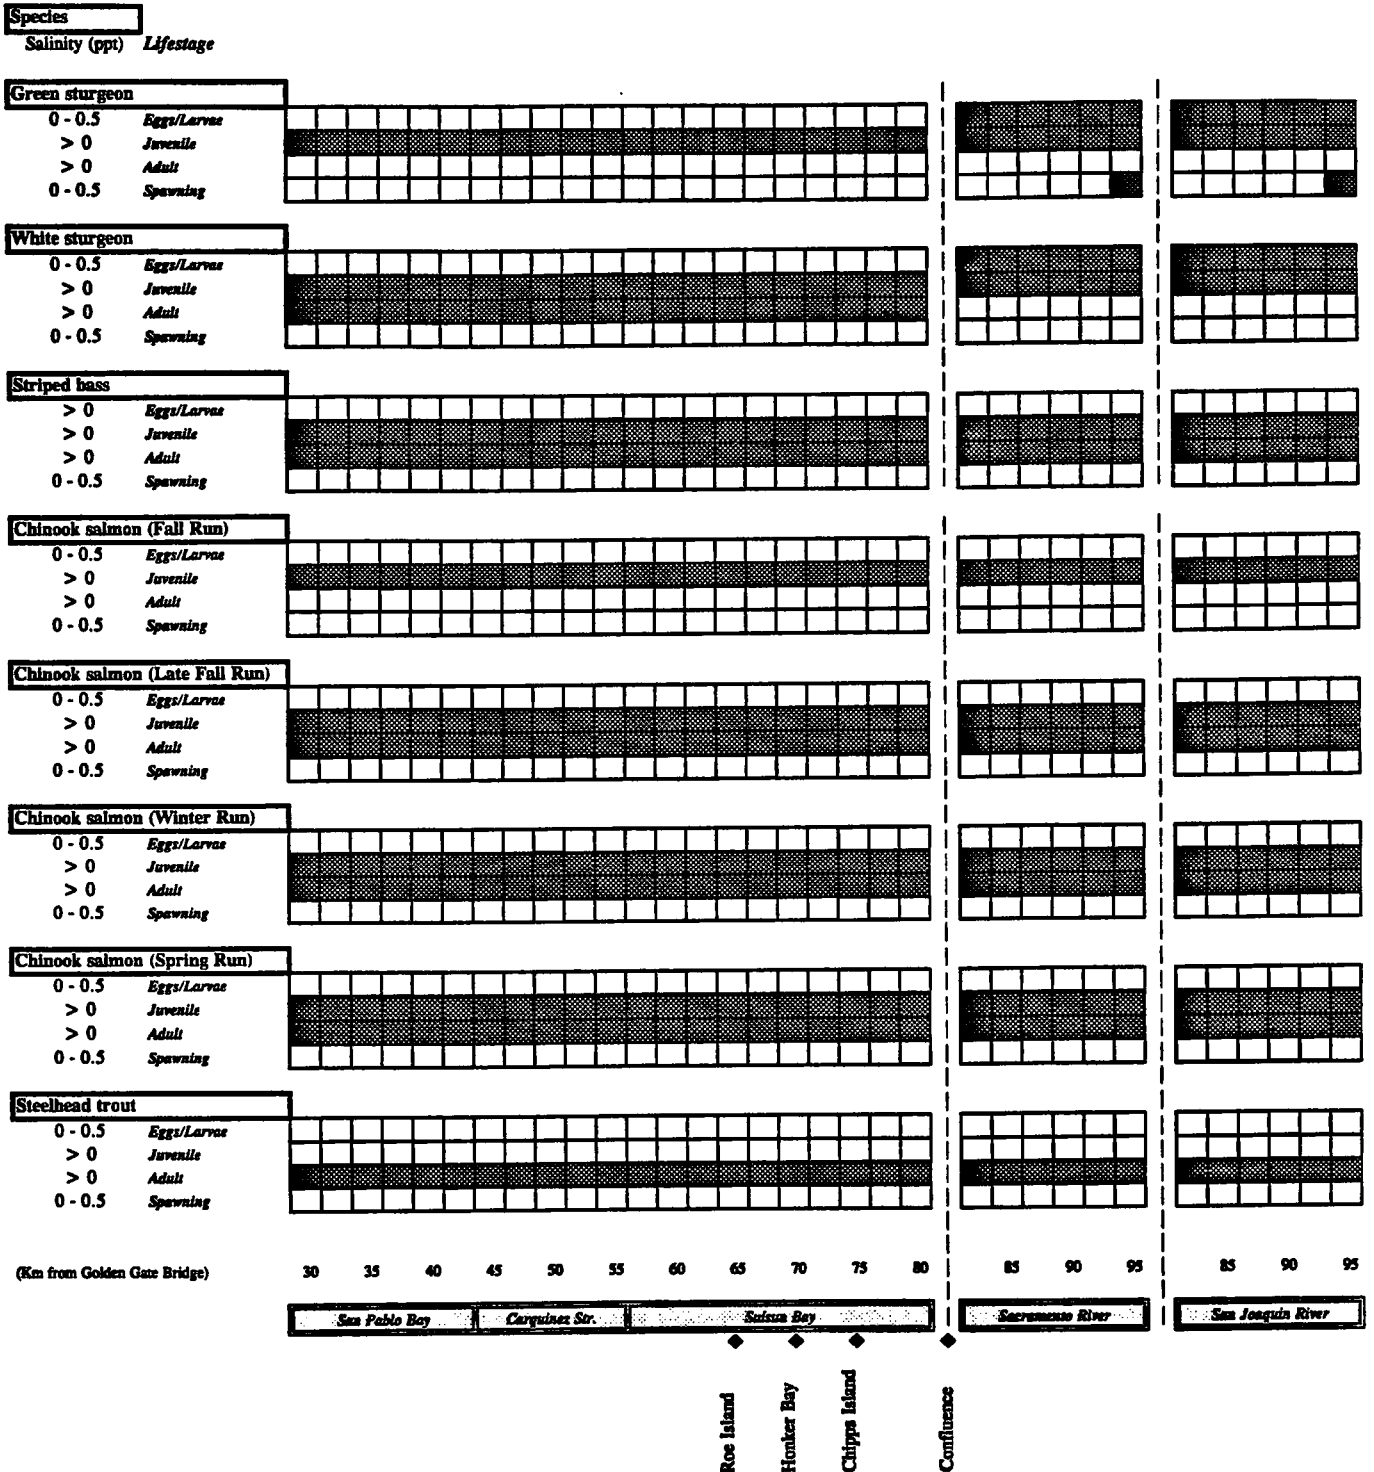 Species
Salinity (ppt) Lifestage
Green sturgeon
0 - 0.5 Eggs/Larvae
> 0 Juvenile
> 0 Adult
0 - 0.5 Spawning
White sturgeon
0 - 0.5 Eggs/Larvae
> 0 Juvenile
> 0 Adult
0 - 0.5 Spawning
Striped bass
> 0 Eggs/Larvae
> 0 Juvenile
> 0 Adult
0 - 0.5 Spawning
Chinook salmon (Fall Run)
0 - 0.5 Eggs/Larvae
> 0 Juvenile
> 0 Adult
0 - 0.5 Spawning
Chinook salmon (Late Fall Run)
0 - 0.5 Eggs/Larvae
> 0 Juvenile
> 0 Adult
0 - 0.5 Spawning
Chinook salmon (Winter Run)
0 - 0.5 Eggs/Larvae
> 0 Juvenile
> 0 Adult
0 - 0.5 Spawning
Chinook salmon (Spring Run)
0 - 0.5 Eggs/Larvae
> 0 Juvenile
> 0 Adult
0 - 0.5 Spawning
Steelhead trout
0 - 0.5 Eggs/Larvae
> 0 Juvenile
> 0 Adult
0 - 0.5 Spawning
(Km from Golden Gate Bridge) 30 35 40 45 50 55 60 65 70 75 80 85 90 95 85 90 95
San Pablo Bay Carquinez Str. Suisun Bay Sacramento River San Joaquin River
Roe Island
Honker Bay
Chipps Island
Confluence